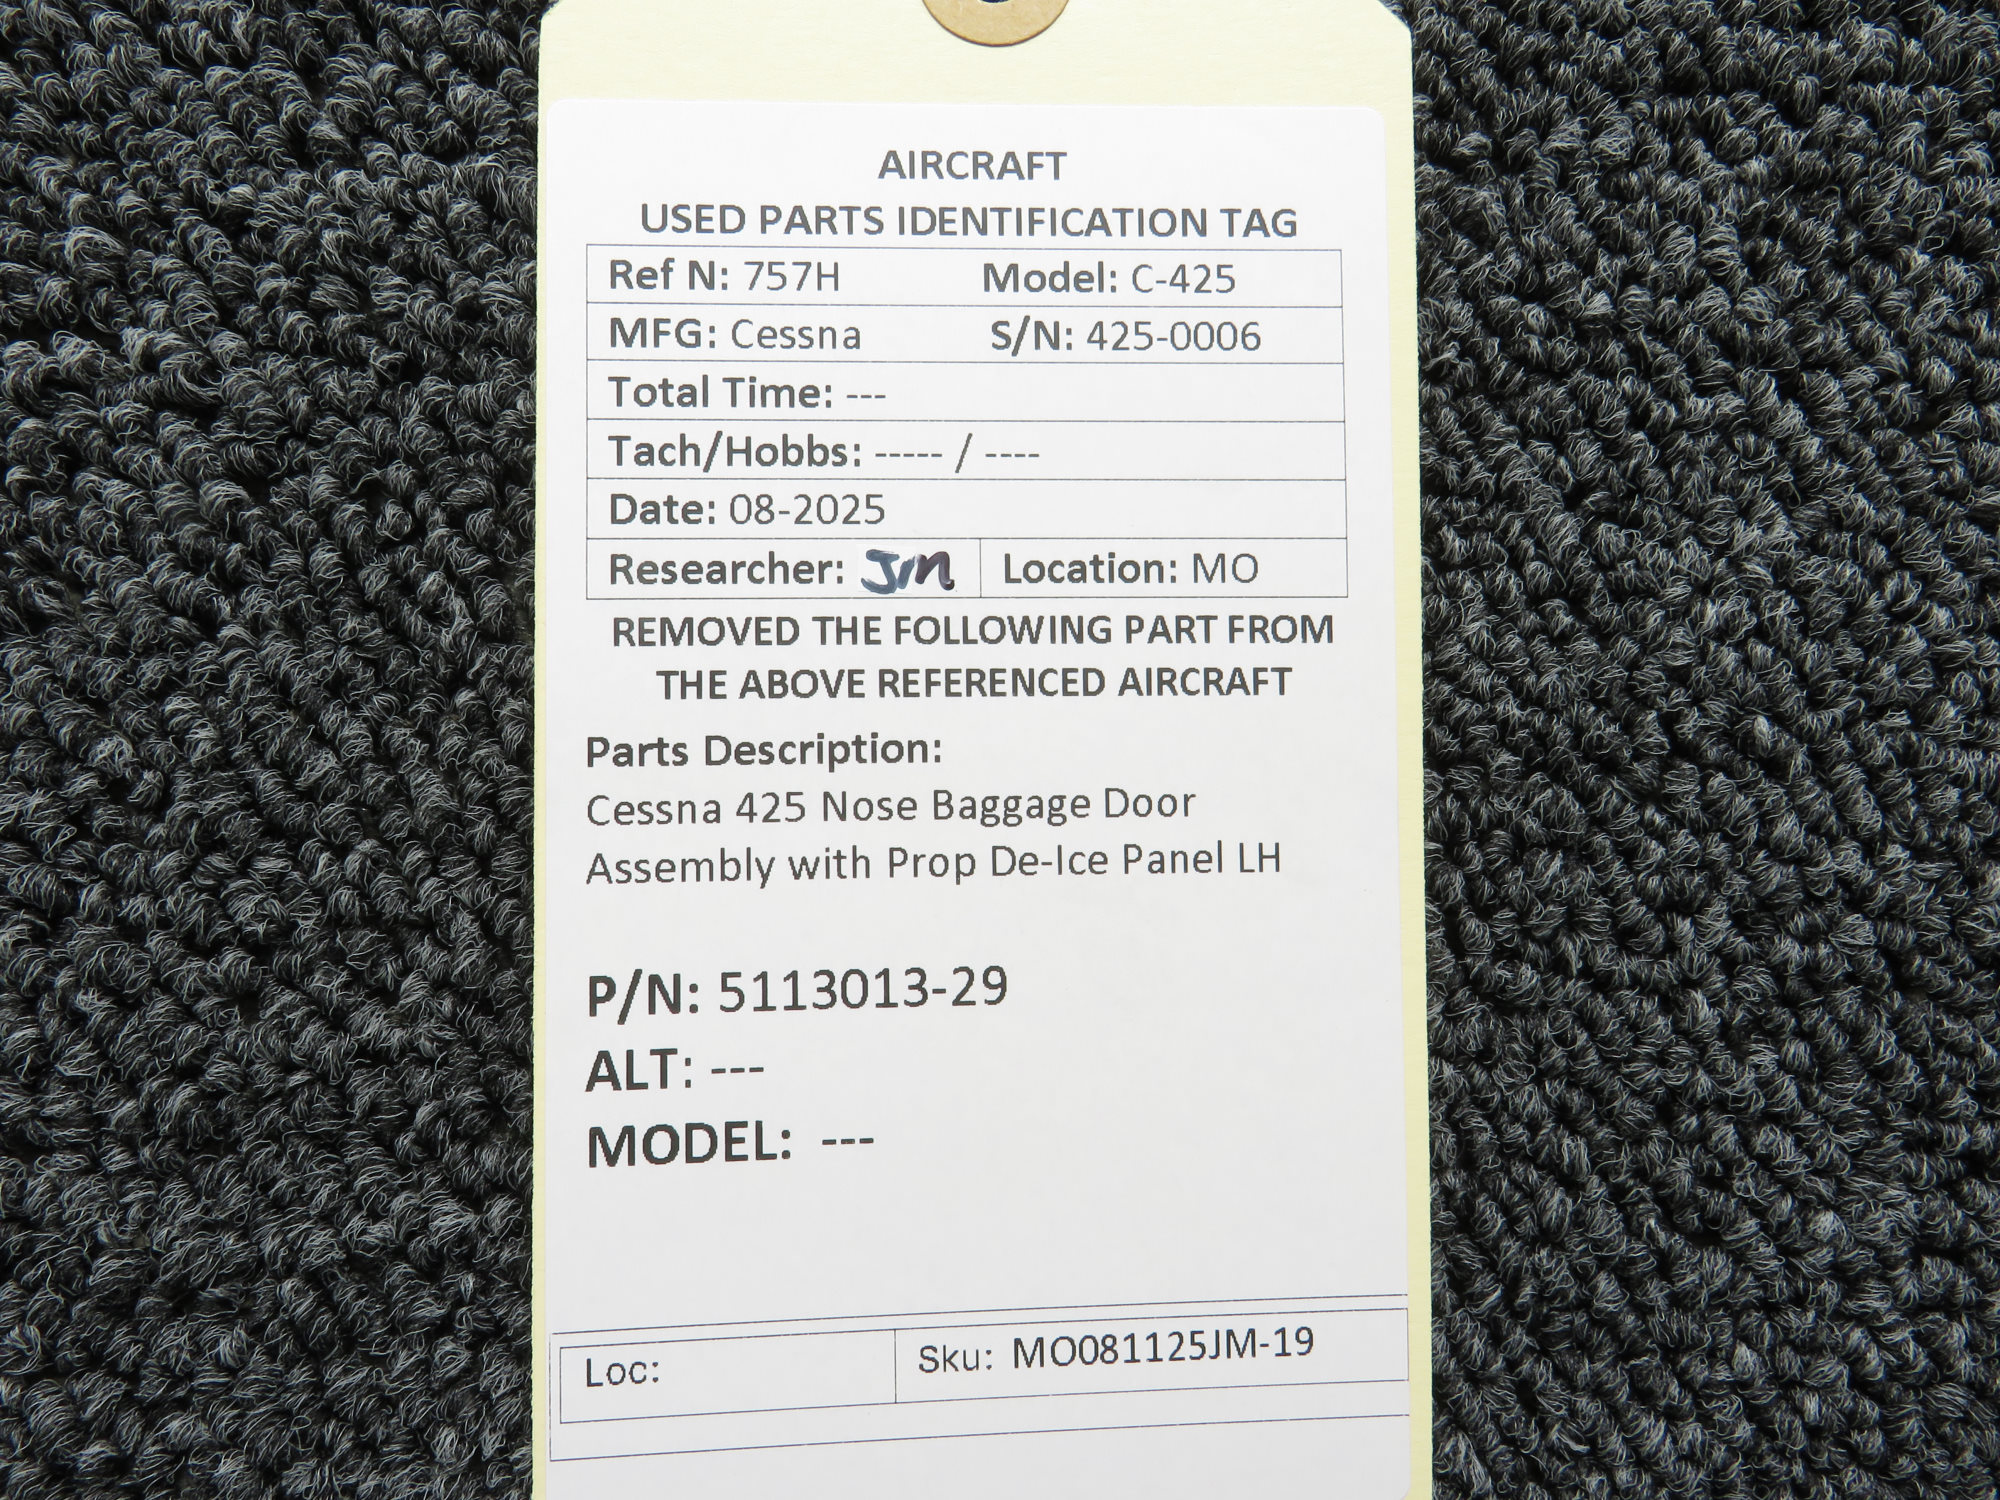 AIRCRAFT
USED PARTS IDENTIFICATION TAG
Ref N: 757H Model: C-425
MFG: Cessna S/N: 425-0006
Total Time: ---
Tach/Hobbs: ----- / ----
Date: 08-2025
Researcher: JM Location: MO
REMOVED THE FOLLOWING PART FROM
THE ABOVE REFERENCED AIRCRAFT
Parts Description:
Cessna 425 Nose Baggage Door
Assembly with Prop De-Ice Panel LH
P/N: 5113013-29
ALT: ---
MODEL: ---
Loc: Sku: MO081125JM-19